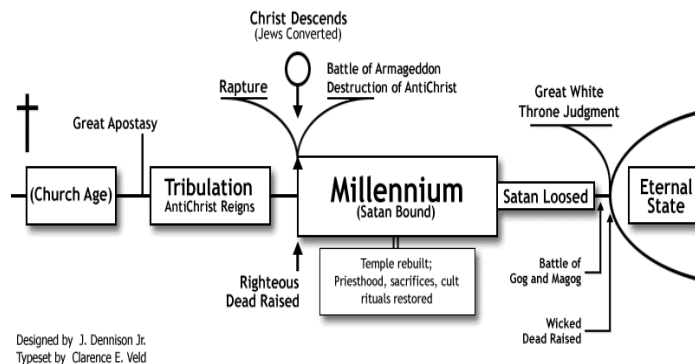 Christ Descends
(Jews Converted)
Rapture
Battle of Armageddon
Destruction of AntiChrist
Great White
Throne Judgment
Great Apostasy
(Church Age)
Tribulation
AntiChrist Reigns
Millennium
(Satan Bound)
Satan Loosed
Eternal
State
Righteous
Dead Raised
Temple rebuilt;
Priesthood, sacrifices, cult
rituals restored
Battle of
Gog and Magog
Wicked
Dead Raised
Designed by J. Dennison Jr.
Typeset by Clarence E. Veld